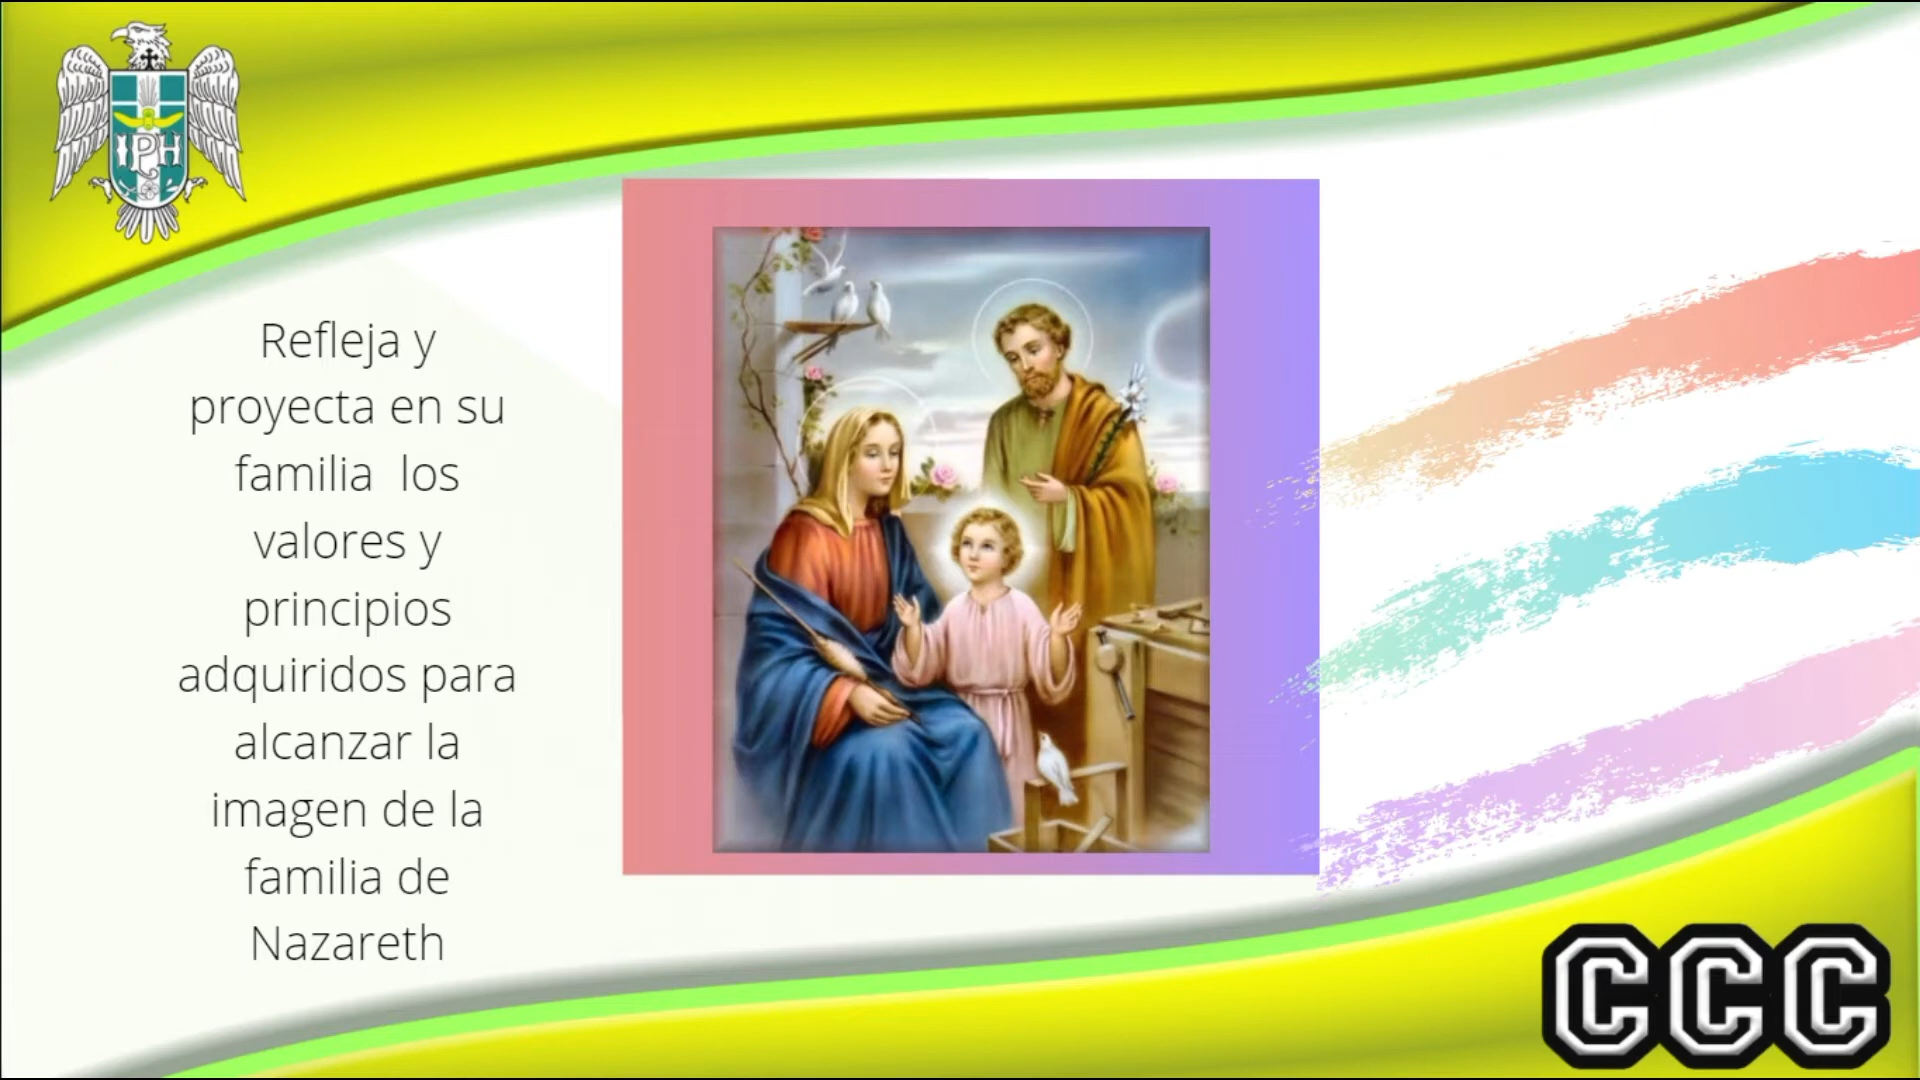 IPH
Refleja y
proyecta en su
familia  los
valores y
principios
adquiridos para
alcanzar la
imagen de la
familia de
Nazareth
CCC